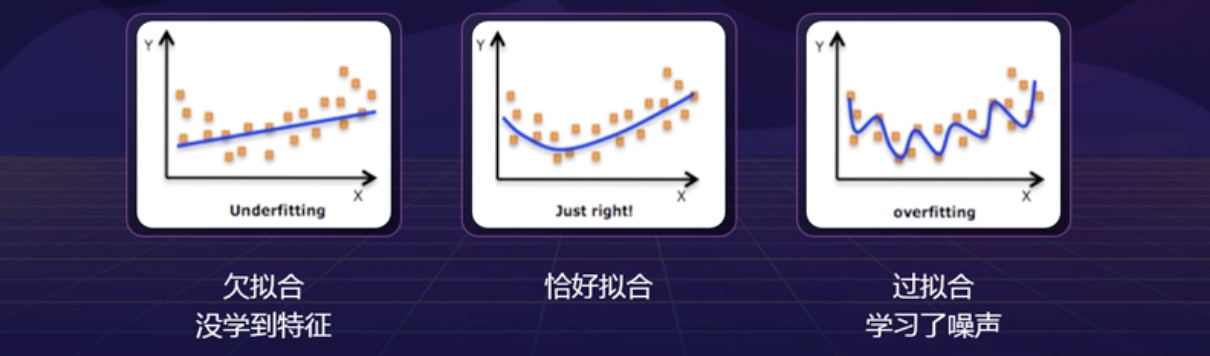 Y
X
Underfitting
Y
X
Just right!
Y
X
overfitting
欠拟合
没学到特征
恰好拟合
过拟合
学习了噪声